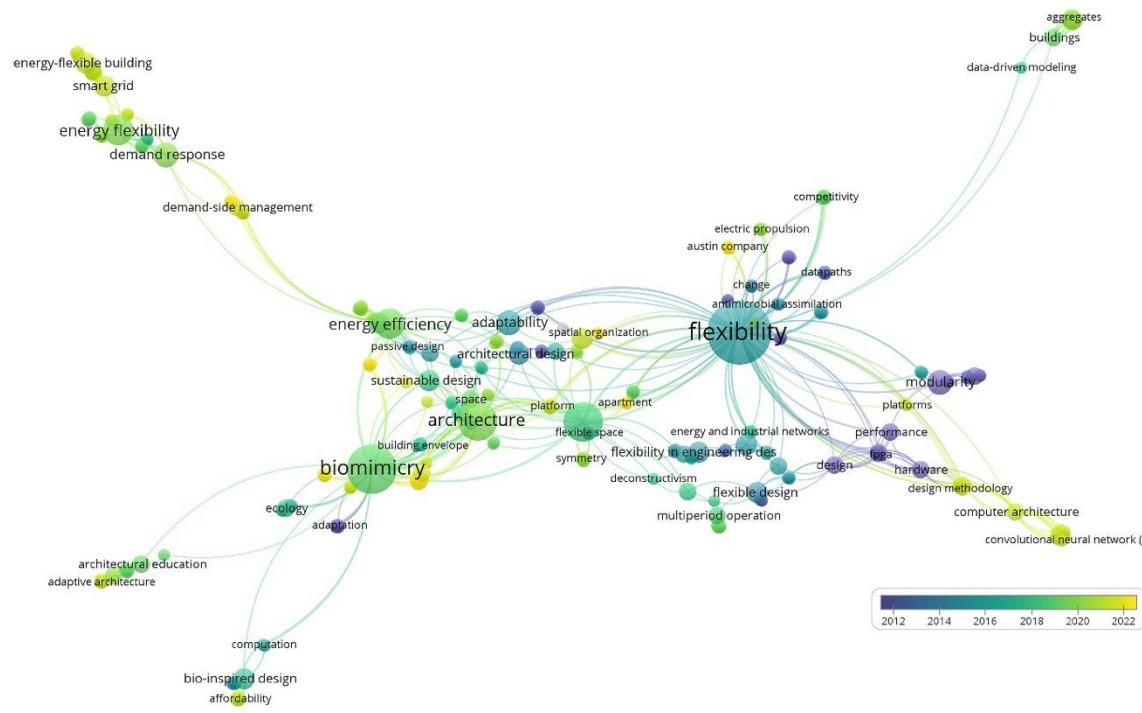 aggregates
buildings
data-driven modeling
energy-flexible building
smart grid
energy flexibility
demand response
demand-side management
competitivity
electric propulsion
austin company
datapaths
change
antimicrobial assimilation
energy efficiency
adaptability
spatial organization
flexibility
passive design
architectural design
sustainable design
modularity
space
platform
apartment
platforms
architecture
flexible space
energy and industrial networks
performance
building envelope
flexibility in engineering des
fpga
biomimicry
symmetry
design
hardware
deconstructivism
flexible design
design methodology
ecology
multiperiod operation
computer architecture
adaptation
convolutional neural network (
architectural education
adaptive architecture
computation
bio-inspired design
affordability
2012 2014 2016 2018 2020 2022